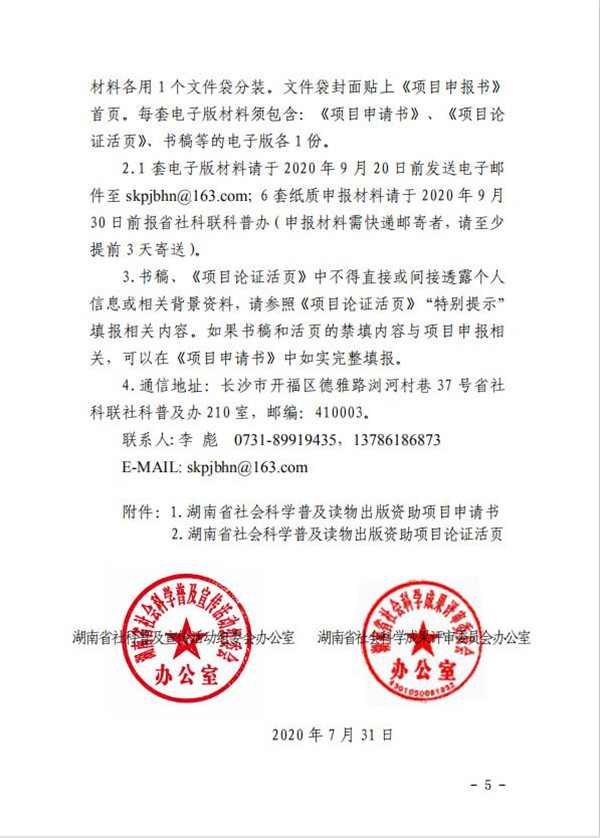 材料各用1个文件袋分装。文件袋封面贴上《项目申报书》
首页。每套电子版材料须包含：《项目申请书》、《项目论
证活页》、书稿等的电子版各1份。
2.1 套电子版材料请于 2020 年 9 月 20 日前发送电子邮
件至 skpjbhn@163.com; 6 套纸质申报材料请于 2020 年 9 月
30 日前报省社科联科普办（申报材料需快递邮寄者，请至少
提前 3 天寄送）。
3.书稿、《项目论证活页》中不得直接或间接透露个人
信息或相关背景资料，请参照《项目论证活页》“特别提示”
填报相关内容。如果书稿和活页的禁填内容与项目申报相
关，可以在《项目申请书》中如实完整填报。
4.通信地址：长沙市开福区德雅路浏河村巷 37 号省社
科联社科普及办 210 室，邮编：410003。
联系人:李 彪 0731-89919435，13786186873
E-MAIL: skpjbhn@163.com
附件：1.湖南省社会科学普及读物出版资助项目申请书
2.湖南省社会科学普及读物出版资助项目论证活页
湖南省社会科学普及宣传活动组委会
湖南省社科普及宣传活动组委会办公室
办公室
湖南省社会科学成果评审委员会
湖南省社会科学成果评审委员会办公室
办公室
2020 年 7 月 31 日
- 5 -